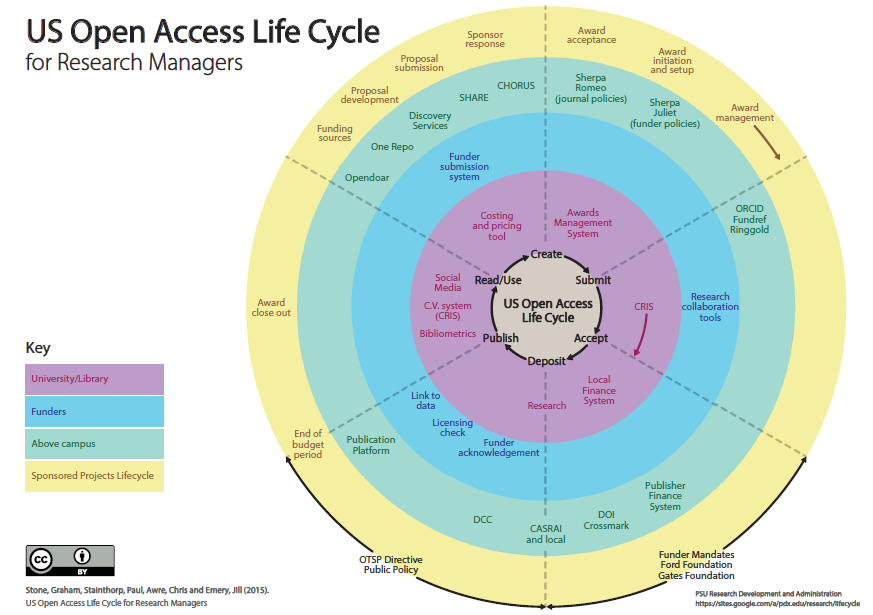 US Open Access Life Cycle
for Research Managers
Sponsor
response
Award
acceptance
Proposal
submission
Award
initiation
and setup
Proposal
development
Award
management
Funding
sources
CHORUS
SHARE
Discovery
Services
One Repo
Opendoar
Sherpa
Romeo
(journal policies)
Sherpa
Juliet
(funder policies)
ORCID
Fundref
Ringgold
Funder
submission
system
Costing
and pricing
tool
Awards
Management
System
Create
Read/Use
Submit
US Open Access
Life Cycle
Publish
Accept
Deposit
Social
Media
C.V. system
(CRIS)
Bibliometrics
CRIS
Research
collaboration
tools
Award
close out
Local
Finance
System
Research
Link to
data
Licensing
check
Funder
acknowledgement
End of
budget
period
Publication
Platform
Publisher
Finance
System
DCC
CASRAI
and local
DOI
Crossmark
OTSP Directive
Public Policy
Funder Mandates
Ford Foundation
Gates Foundation
Key
University/Library
Funders
Above campus
Sponsored Projects Lifecycle
cc
BY
Stone, Graham, Stainthorp, Paul, Awre, Chris and Emery, Jill (2015).
US Open Access Life Cycle for Research Managers
PSU Research Development and Administration
https://sites.google.com/a/pdx.edu/research/lifecycle